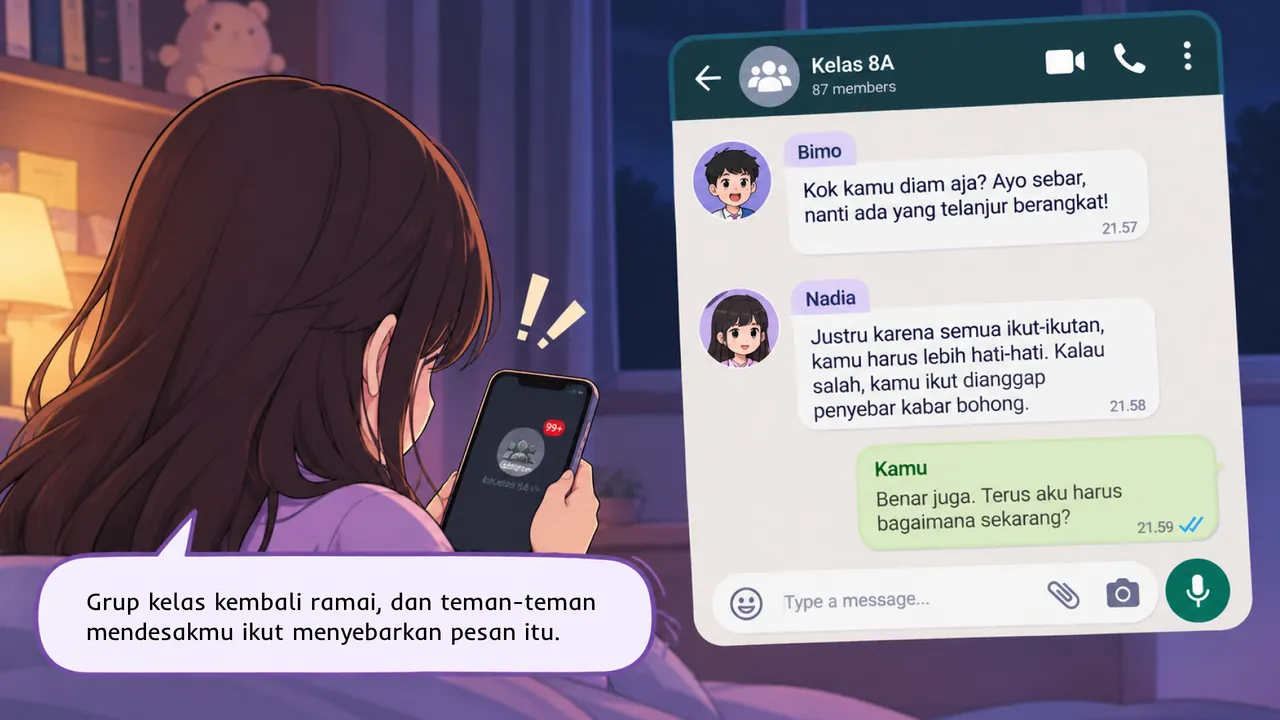 Kelas 8A
87 members
Bimo
Kok kamu diam aja? Ayo sebar,
nanti ada yang telanjur berangkat!
21.57
Nadia
Justru karena semua ikut-ikutan,
kamu harus lebih hati-hati. Kalau
salah, kamu ikut dianggap
penyebar kabar bohong.
21.58
Kamu
Benar juga. Terus aku harus
bagaimana sekarang?
21.59
Type a message...
99+
Grup kelas kembali ramai, dan teman-teman
mendesakmu ikut menyebarkan pesan itu.